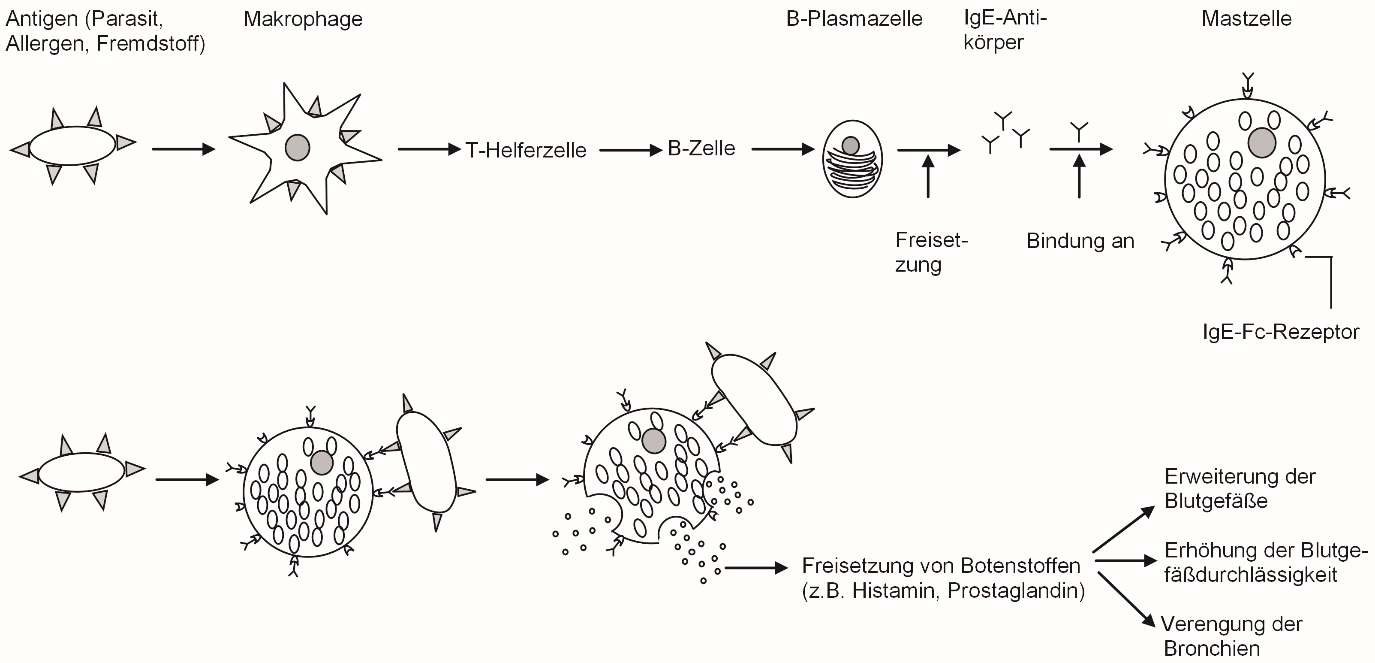 Antigen (Parasit,
Allergen, Fremdstoff)
Makrophage
T-Helferzelle
B-Zelle
B-Plasmazelle
IgE-Anti-
körper
Mastzelle
Freiset-
zung
Bindung an
IgE-Fc-Rezeptor
Freisetzung von Botenstoffen
(z.B. Histamin, Prostaglandin)
Erweiterung der
Blutgefäße
Erhöhung der Blutge-
fäßdurchlässigkeit
Verengung der
Bronchien